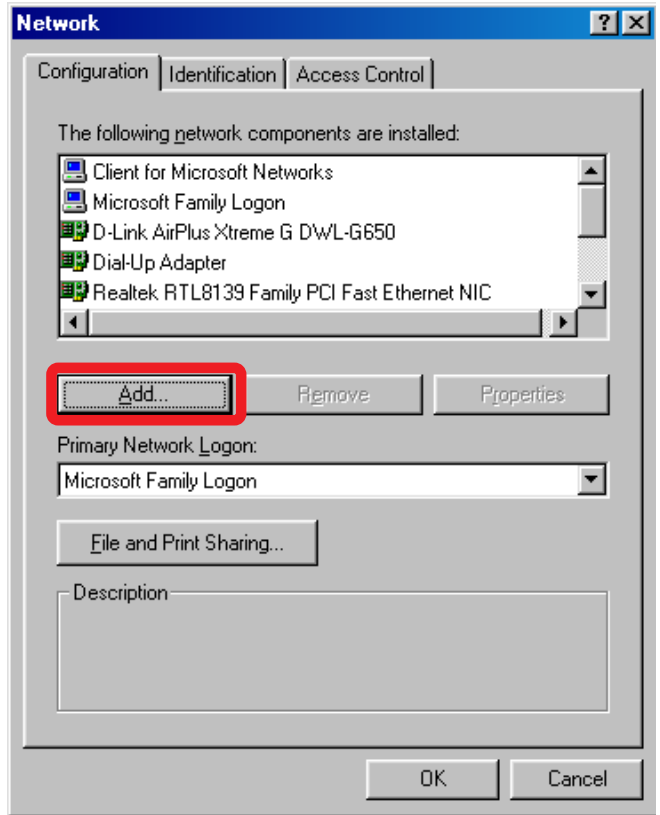 Network
Configuration Identification Access Control
The following network components are installed:
Client for Microsoft Networks
Microsoft Family Logon
D-Link AirPlus Xtreme G DWL-G650
Dial-Up Adapter
Realtek RTL8139 Family PCI Fast Ethernet NIC
Add... Remove Properties
Primary Network Logon:
Microsoft Family Logon
File and Print Sharing...
Description
OK Cancel